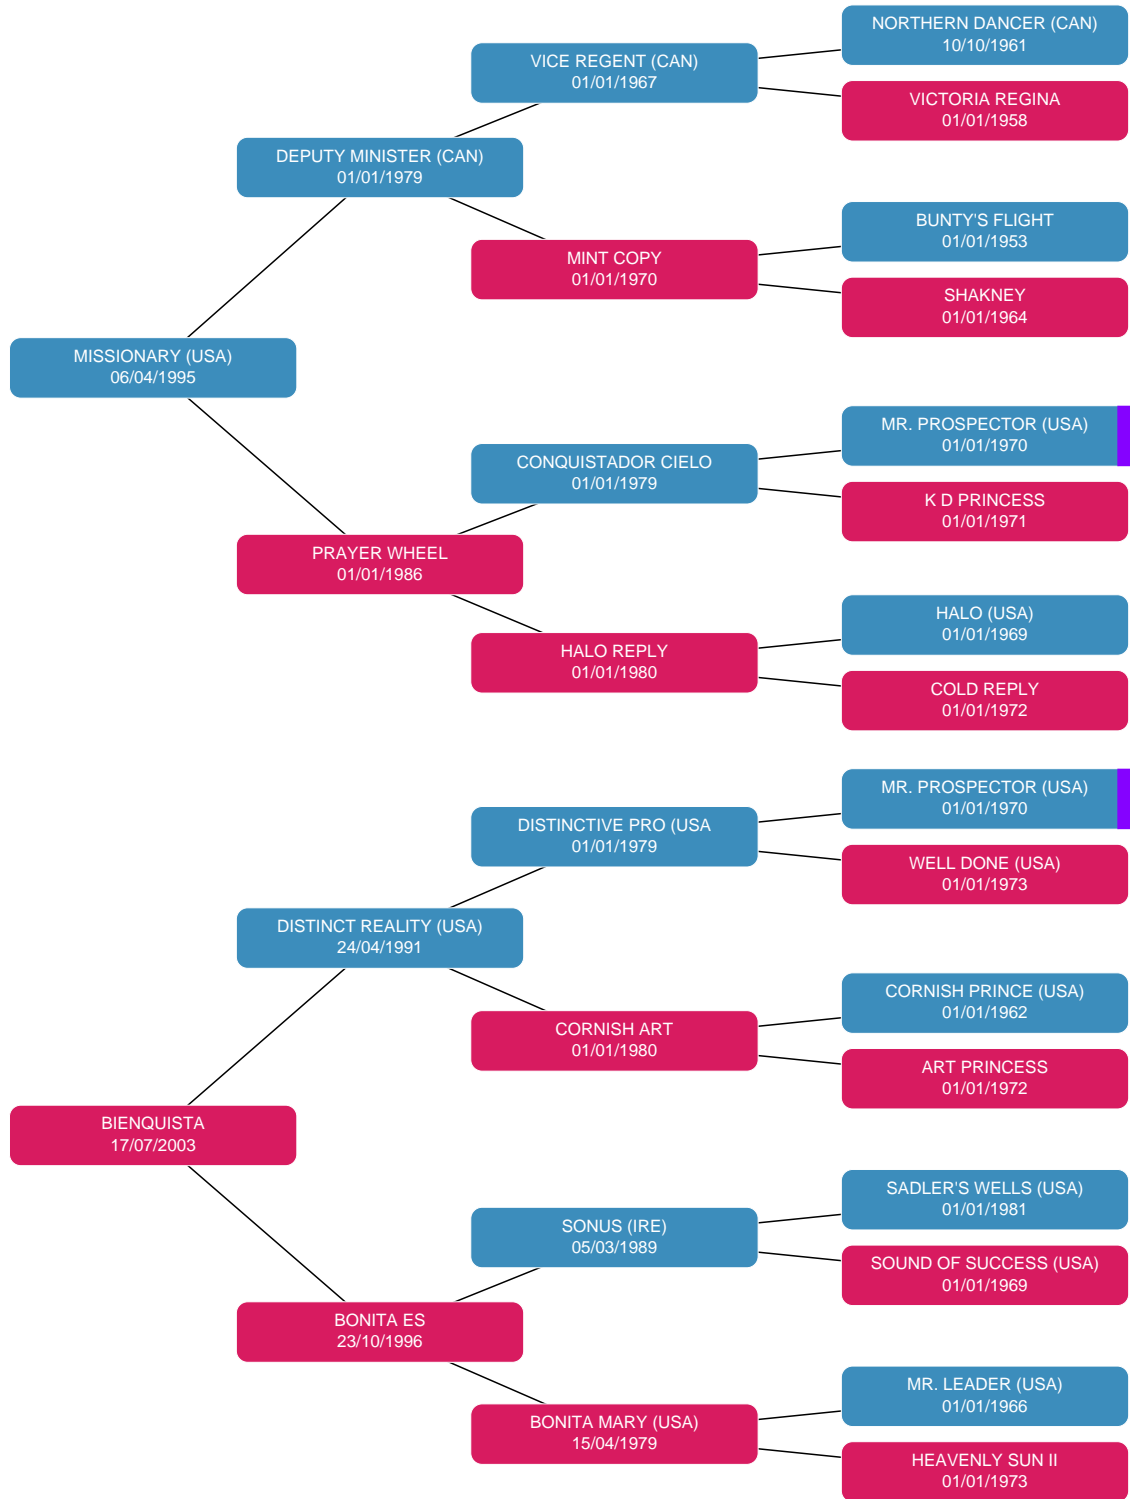 NORTHERN DANCER (CAN)
10/10/1961
VICE REGENT (CAN)
01/01/1967
VICTORIA REGINA
01/01/1958
DEPUTY MINISTER (CAN)
01/01/1979
BUNTY'S FLIGHT
01/01/1953
MINT COPY
01/01/1970
SHAKNEY
01/01/1964
MISSIONARY (USA)
06/04/1995
MR. PROSPECTOR (USA)
01/01/1970
CONQUISTADOR CIELO
01/01/1979
K D PRINCESS
01/01/1971
PRAYER WHEEL
01/01/1986
HALO (USA)
01/01/1969
HALO REPLY
01/01/1980
COLD REPLY
01/01/1972
MR. PROSPECTOR (USA)
01/01/1970
DISTINCTIVE PRO (USA
01/01/1979
WELL DONE (USA)
01/01/1973
DISTINCT REALITY (USA)
24/04/1991
CORNISH PRINCE (USA)
01/01/1962
CORNISH ART
01/01/1980
ART PRINCESS
01/01/1972
BIENQUISTA
17/07/2003
SADLER'S WELLS (USA)
01/01/1981
SONUS (IRE)
05/03/1989
SOUND OF SUCCESS (USA)
01/01/1969
BONITA ES
23/10/1996
MR. LEADER (USA)
01/01/1966
BONITA MARY (USA)
15/04/1979
HEAVENLY SUN II
01/01/1973